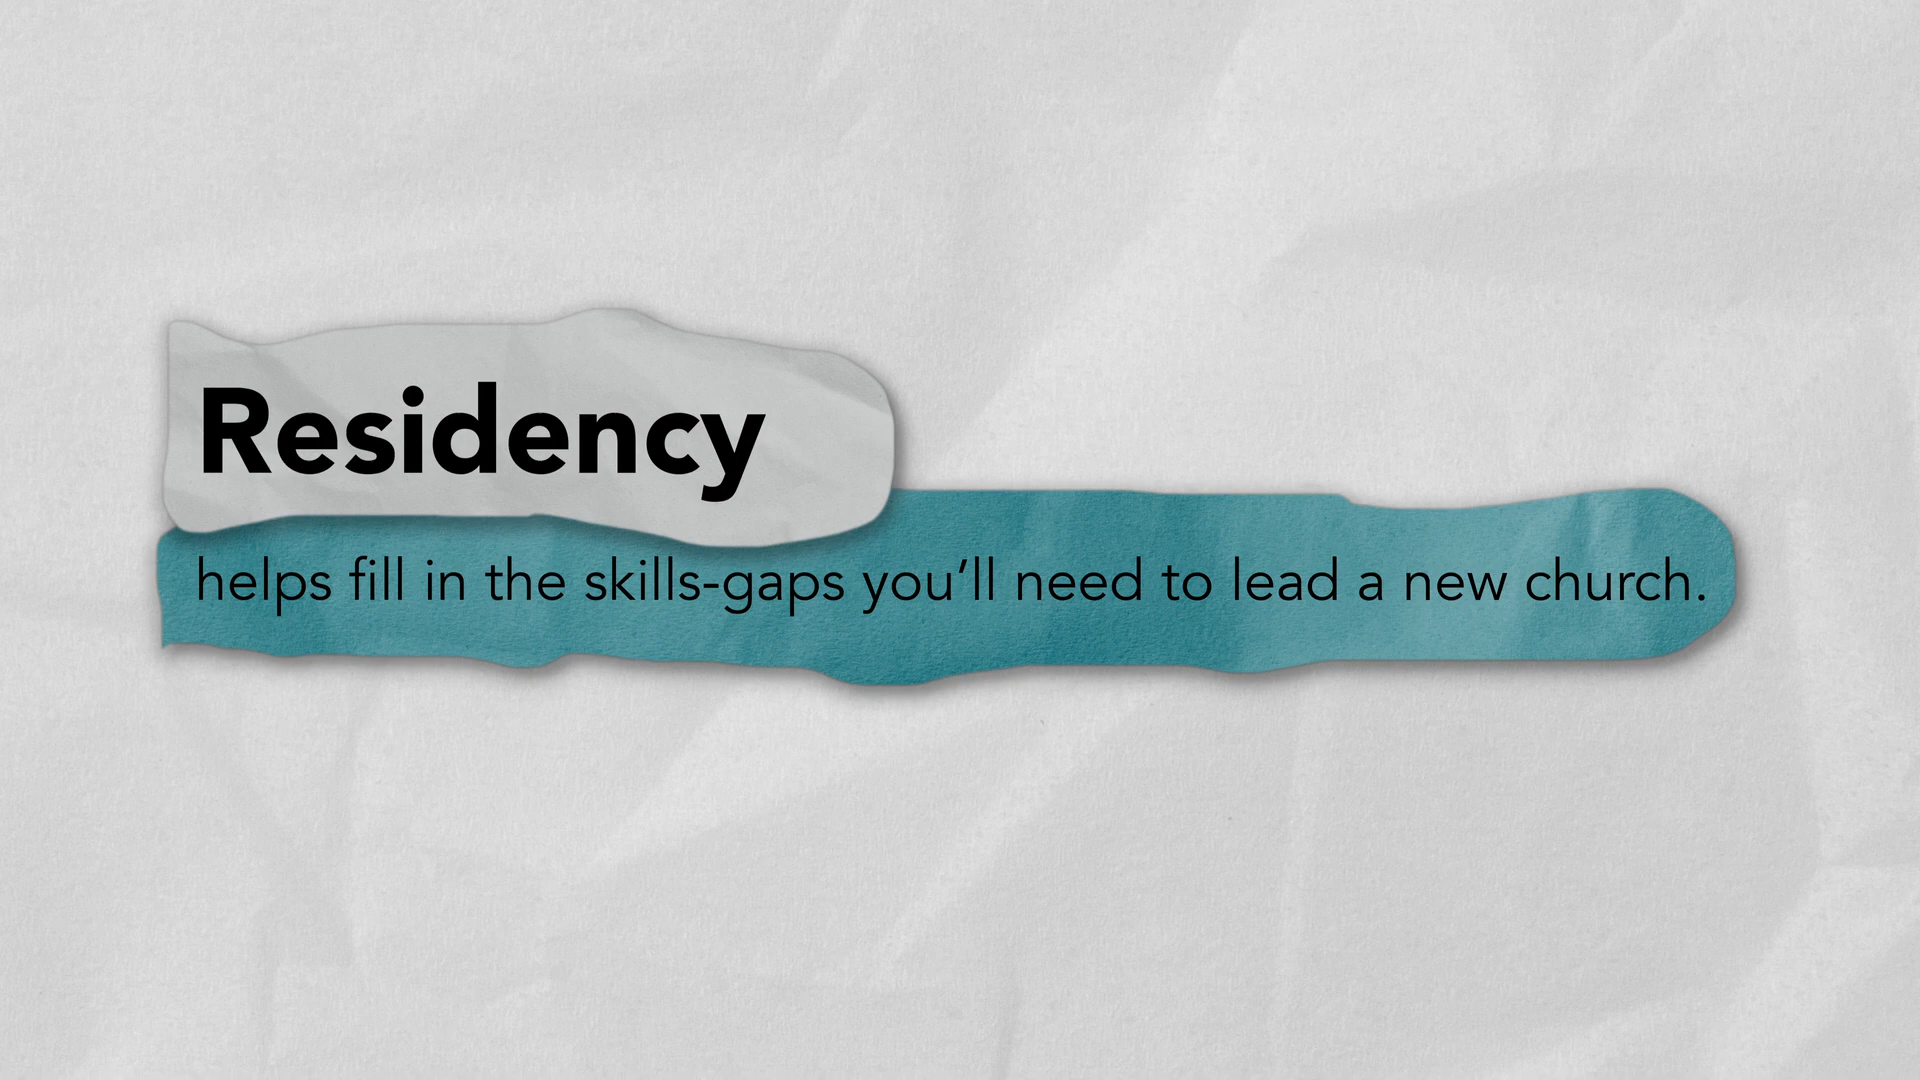 Residency
helps fill in the skills-gaps you’ll need to lead a new church.